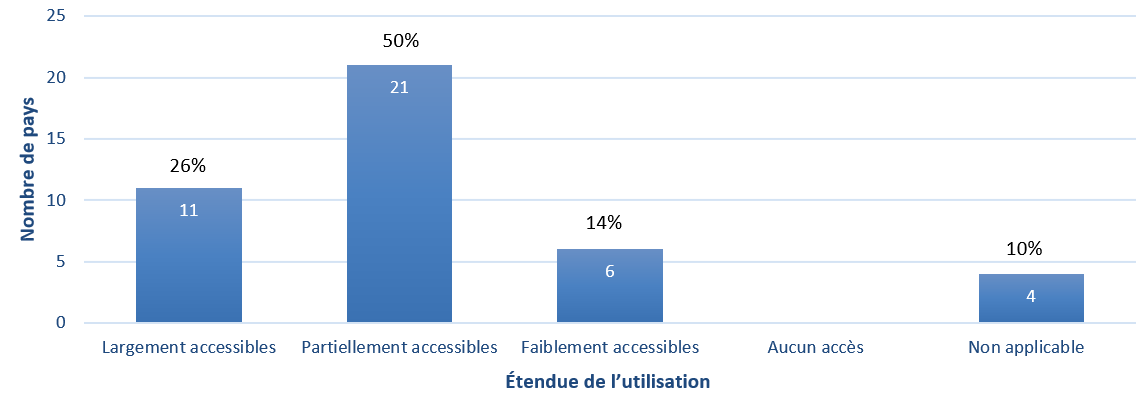 25
20
15
10
5
0
Nombre de pays
26%
11
50%
21
14%
6
10%
4
Largement accessibles
Partiellement accessibles
Faiblement accessibles
Aucun accès
Non applicable
Étendue de l’utilisation